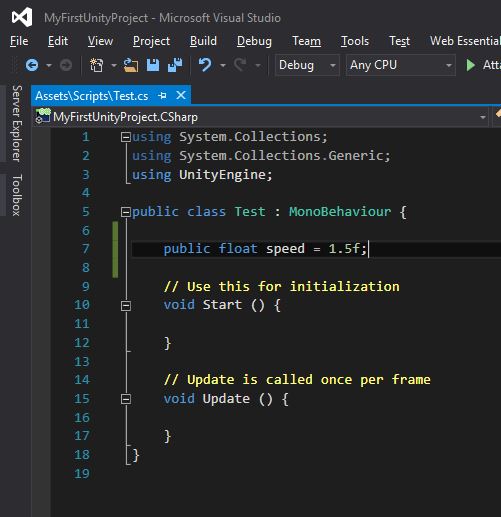 MyFirstUnityProject - Microsoft Visual Studio
File Edit View Project Build Debug Team Tools Test Web Essential
Debug Any CPU Atta
Server Explorer
Toolbox
Assets\Scripts\Test.cs
MyFirstUnityProject.CSharp
1 using System.Collections;
2 using System.Collections.Generic;
3 using UnityEngine;
4
5 public class Test : MonoBehaviour {
6
7 public float speed = 1.5f;
8
9 // Use this for initialization
10 void Start () {
11
12 }
13
14 // Update is called once per frame
15 void Update () {
16
17 }
18 }
19